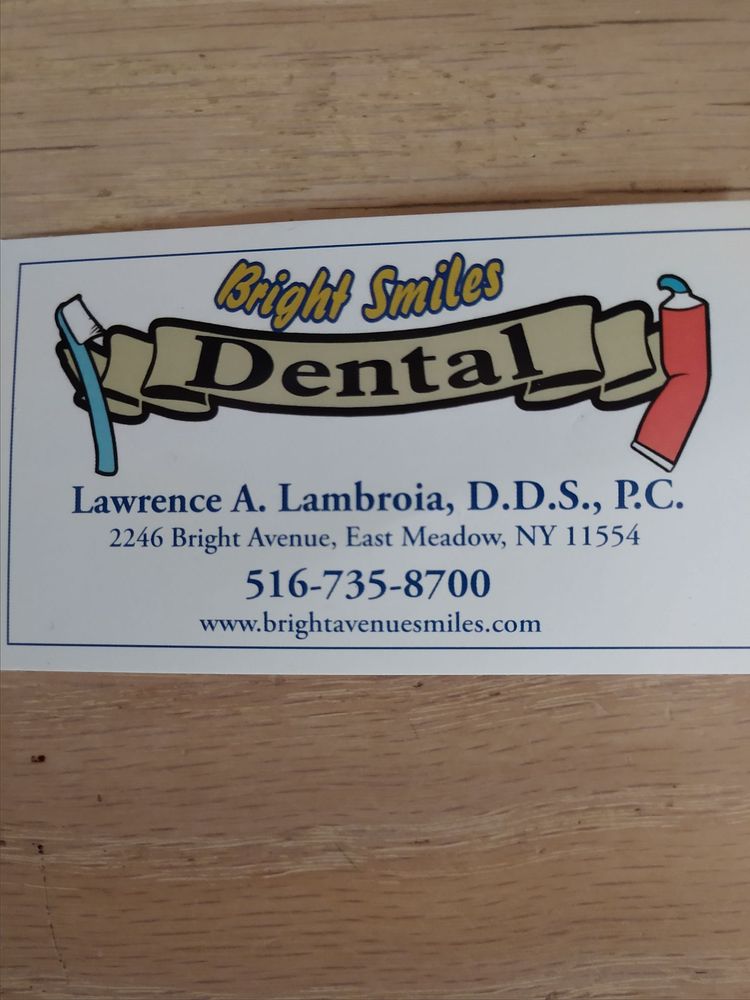 Bright Smiles
Dental
Lawrence A. Lambroia, D.D.S., P.C.
2246 Bright Avenue, East Meadow, NY 11554
516-735-8700
www.brightavenuesmiles.com